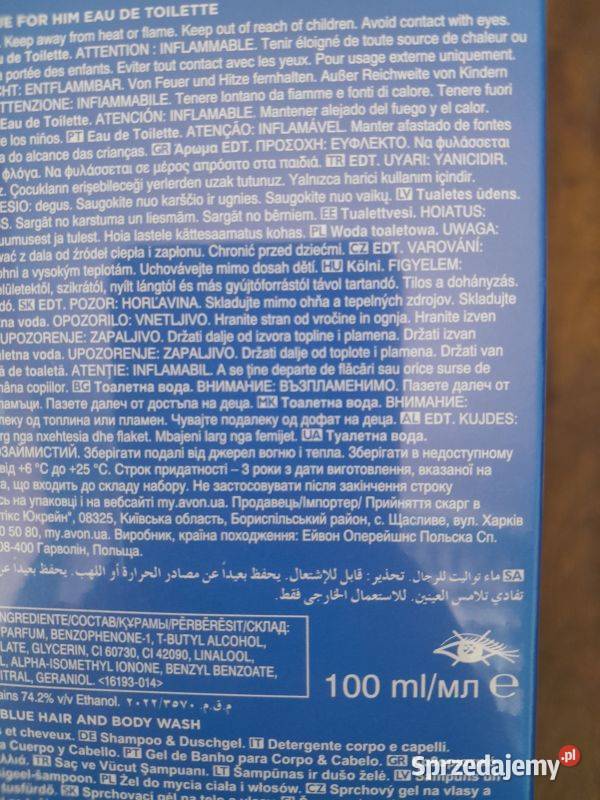 FOR HIM EAU DE TOILETTE
Keep away from heat or flame. Keep out of reach of children. Avoid contact with eyes.
de Toilette. ATTENTION : INFLAMMABLE. Tenir éloigné de toute source de chaleur ou
portée des enfants. Eviter tout contact avec les yeux. Pour usage externe uniquement.
ENTFLAMMBAR. Von Feuer und Hitze fernhalten. Außer Reichweite von Kindern
ATTENZIONE: INFIAMMABILE. Tenere lontano da fiamme e fonti di calore. Tenere fuori
Eau de Toilette. ATENCIÓN: INFLAMABLE. Mantener alejado del fuego y el calor.
los niños. PT Eau de Toilette. ATENÇÃO: INFLAMÁVEL. Manter afastado de fontes
do alcance das crianças. GR Άρωμα EDT. ΠΡΟΣΟΧΗ: ΕΥΦΛΕΚΤΟ. Να φυλάσσεται
φλόγα. Να φυλάσσεται σε μέρος απρόσιτο στα παιδιά. TR EDT. UYARI: YANICIDIR.
Çocukların erişebileceği yerlerden uzak tutunuz. Yalnızca harici kullanım içindir.
degus. Saugokite nuo karščio ir ugnies. Saugokite nuo vaikų. LV Tualetes ūdens.
Sargāt no karstuma un liesmām. Sargāt no bērniem. EE Tualettvesi. HOIATUS:
ja tulest. Hoia lastele kättesaamatus kohas. PL Woda toaletowa. UWAGA:
z dala od źródeł ciepła i zapłonu. Chronić przed dziećmi. CZ EDT. VAROVÁNÍ:
a vysokým teplotám. Uchovávejte mimo dosah dětí. HU Kölni. FIGYELEM:
szikrától, nyílt lángtól és más gyújtóforrástól távol tartandó. Tilos a dohányzás.
SK EDT. POZOR: HORĽAVINA. Skladujte mimo ohňa a tepelných zdrojov. Skladujte
voda. OPOZORILO: VNETLJIVO. Hranite stran od vročine in ognja. Hranite izven
UPOZORENJE: ZAPALJIVO. Držati dalje od izvora topline i plamena. Držati izvan
voda. UPOZORENJE: ZAPALJIVO. Držati dalje od toplote i plamena. Držati van
de toaletă. ATENȚIE: INFLAMABIL. A se ține departe de flăcări sau orice surse de
copiilor. BG Тоалетна вода. ВНИМАНИЕ: ВЪЗПЛАМЕНИМО. Пазете далеч от
Пазете далеч от достъпа на деца. MK Тоалетна вода. ВНИМАНИЕ:
од топлина или пламен. Чувајте подалеку од дофат на деца. AL EDT. KUJDES:
nga nxehtesia dhe flaket. Mbajeni larg nga femijet. UA Туалетна вода.
Зберігати подалі від джерел вогню і тепла. Зберігати в недоступному
від +6 °С до +25 °С. Строк придатності – 3 роки з дати виготовлення, вказаної на
що входить до складу набору. Не застосовувати після закінчення строку
на упаковці і на вебсайті my.avon.ua. Продавець/Імпортер/ Прийняття скарг в
Юкрейн", 08325, Київська область, Бориспільський район, с. Щасливе, вул. Харків
50 80, my.avon.ua. Виробник, країна походження: Ейвон Оперейшнс Польска Сп.
08-400 Гарволін, Польща.
SA ماء تواليت للرجال. تحذير: قابل للإشتعال. يحفظ بعيداً عن مصادر الحرارة أو اللهب. يحفظ بعيداً عن
تفادي تلامس العينين. للاستعمال الخارجي فقط.
INGREDIENTE/СОСТАВ/ҚҰРАМЫ/PËRBËRËSIT/СКЛАД:
PARFUM, BENZOPHENONE-1, T-BUTYL ALCOHOL,
GLYCERIN, CI 60730, CI 42090, LINALOOL,
ALPHA-ISOMETHYL IONONE, BENZYL BENZOATE,
GERANIOL. <16193-014>
100 ml/мл e
74.2% v/v Ethanol. م.ق.م. ٢٠٢٢/٣٥٧٠
BLUE HAIR AND BODY WASH
et cheveux. DE Shampoo & Duschgel. IT Detergente corpo e capelli.
Cuerpo y Cabello. PT Gel de Banho para Corpo & Cabelo. GR
TR Saç ve Vücut Şampuanı. LT Šampūnas ir dušo želė. LV Šampūns un
PL Żel do mycia ciała i włosów. CZ Sprchový gel na vlasy a
SK Sprchovací gél na telo a vlasy.
Sprzedajemy.pl